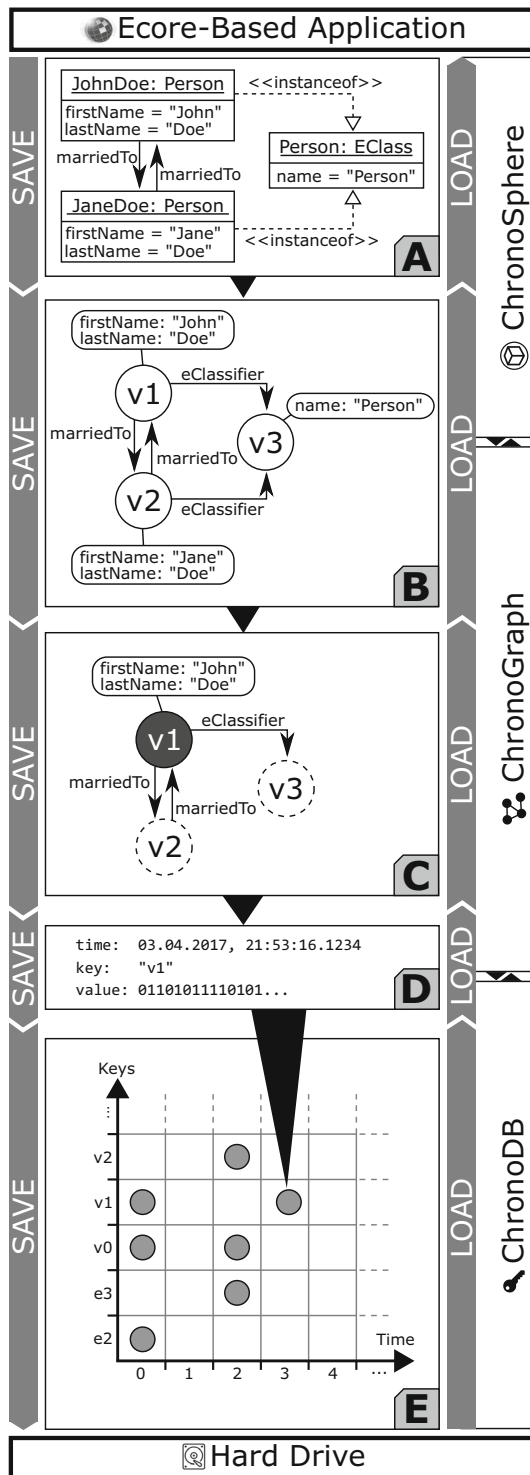 Ecore-Based Application
SAVE
JohnDoe: Person
firstName = "John"
lastName = "Doe"
<<instanceof>>
marriedTo
marriedTo
Person: EClass
name = "Person"
JaneDoe: Person
firstName = "Jane"
lastName = "Doe"
<<instanceof>>
A
LOAD
ChronoSphere
SAVE
firstName: "John"
lastName: "Doe"
v1
eClassifier
name: "Person"
marriedTo
marriedTo
v3
v2
eClassifier
firstName: "Jane"
lastName: "Doe"
B
LOAD
ChronoGraph
SAVE
firstName: "John"
lastName: "Doe"
v1
eClassifier
marriedTo
marriedTo
v3
v2
C
LOAD
SAVE
time: 03.04.2017, 21:53:16.1234
key: "v1"
value: 01101011110101...
D
LOAD
SAVE
Keys
...
v2
v1
v0
e3
e2
Time
0 1 2 3 4 ...
E
LOAD
ChronoDB
Hard Drive